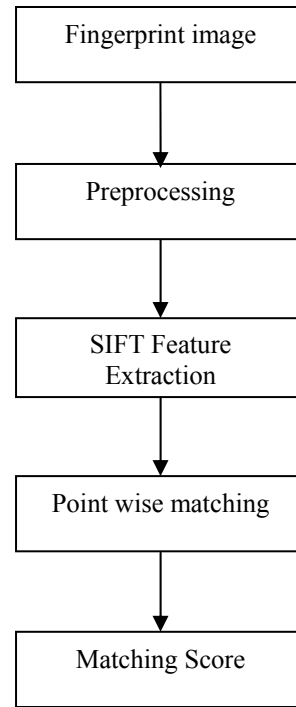 Fingerprint image
Preprocessing
SIFT Feature
Extraction
Point wise matching
Matching Score